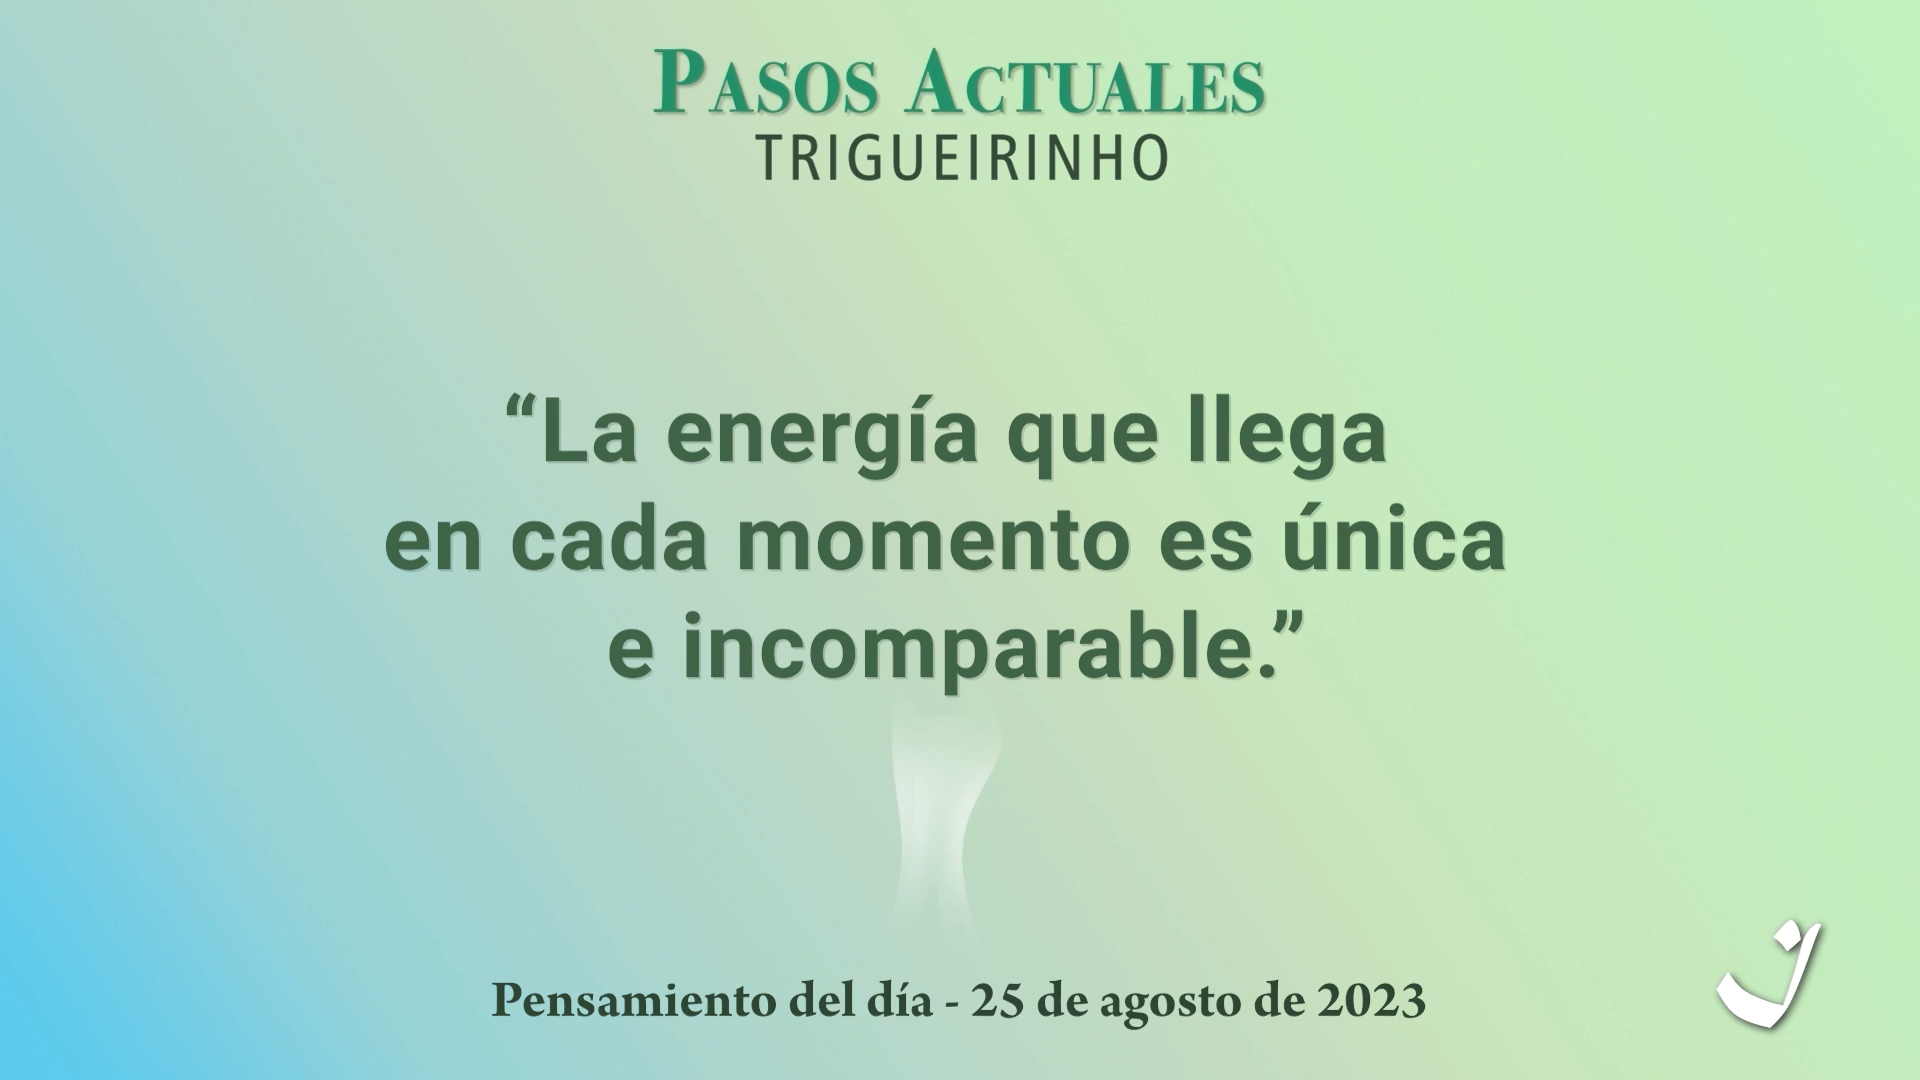 PASOS ACTUALES
TRIGUEIRINHO
“La energía que llega
en cada momento es única
e incomparable.”
Pensamiento del día - 25 de agosto de 2023